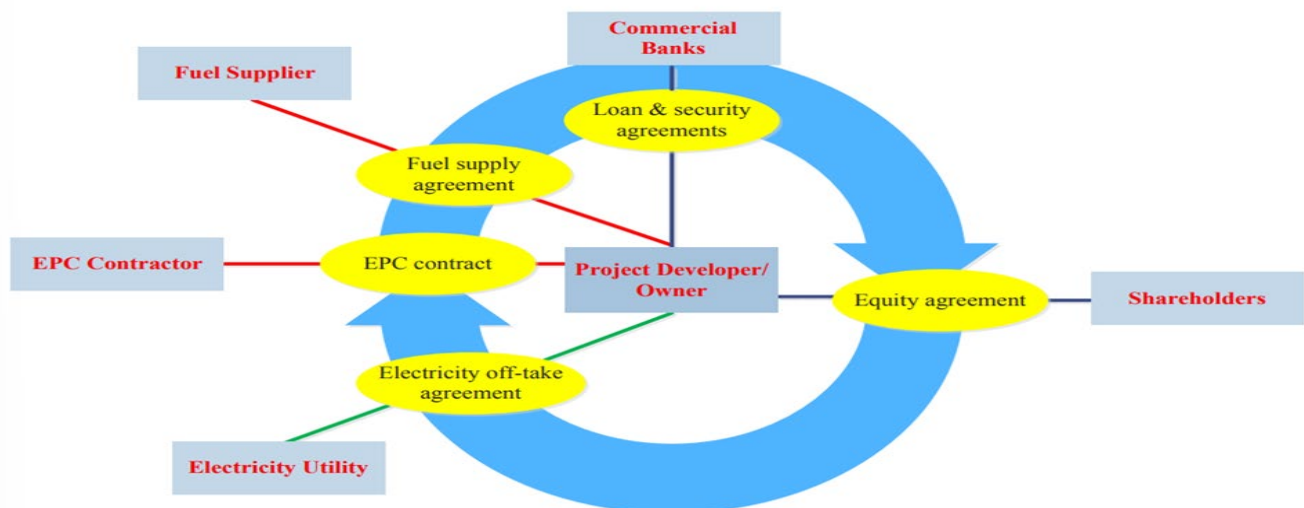 Commercial
Banks
Fuel Supplier
Loan & security
agreements
Fuel supply
agreement
EPC Contractor
EPC contract
Project Developer/
Owner
Equity agreement
Shareholders
Electricity off-take
agreement
Electricity Utility